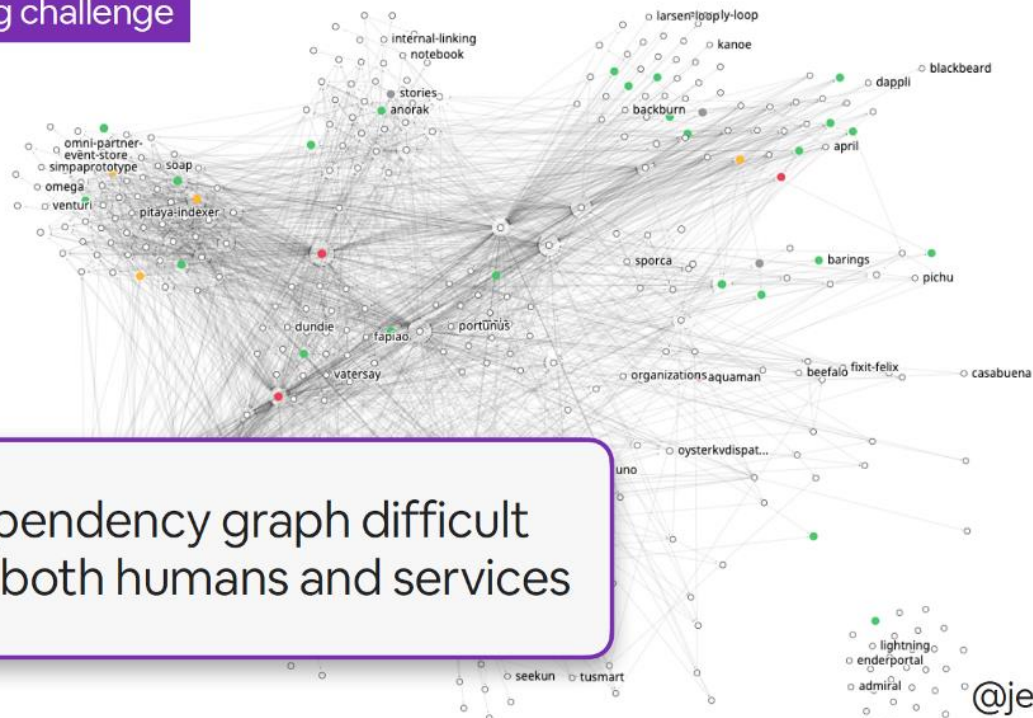 g challenge
larsen-loop
ply-loop
internal-linking
kanoe
notebook
blackbeard
dappli
stories
anorak
backburn
omni-partner-
event-store
april
simpaprototype
soap
omega
venturi
pitaya-indexer
sporca
barings
pichu
dundie
fapiao
portunus
vatersay
organizations
aquaman
beefalo
fixit-felix
casabuena
oysterkvdispat...
uno
pendency graph difficult
both humans and services
lightning
enderportal
seekun
tusmart
admiral
@je